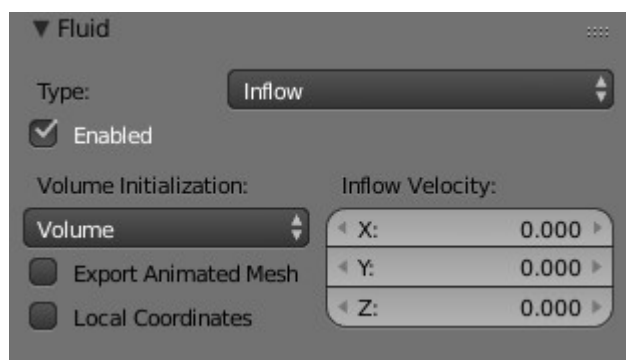 Fluid
Type: Inflow
Enabled
Volume Initialization: Inflow Velocity:
Volume X: 0.000
Export Animated Mesh Y: 0.000
Local Coordinates Z: 0.000